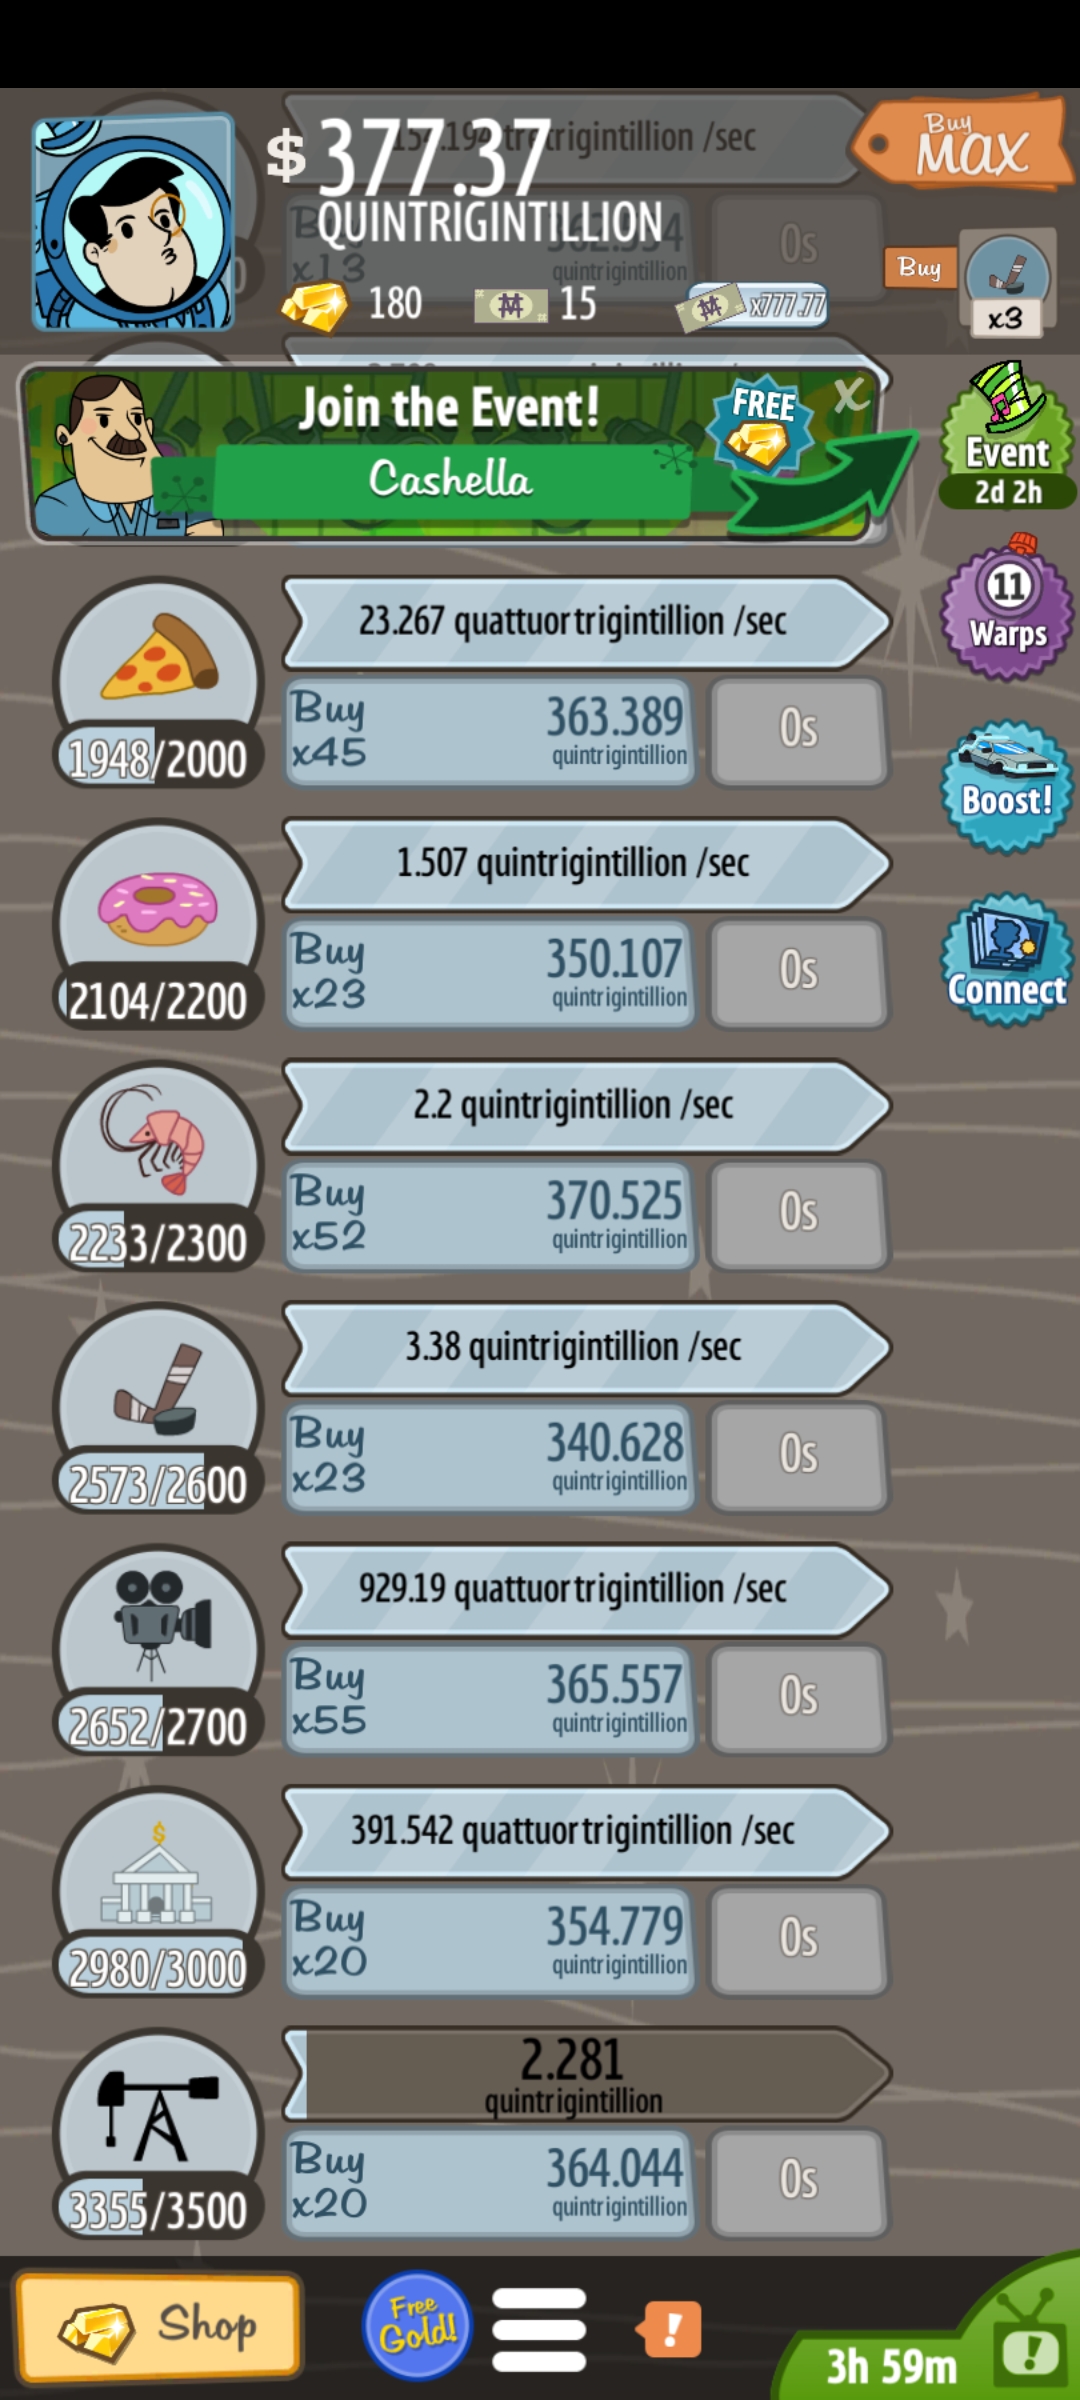 $ 377.37
QUINTRIGINTILLION
Buy
MAX
Buy
x13
quintrigintillion
0s
180
15
x777.77
Buy
x3
Join the Event!
FREE
X
Cashella
Event
2d 2h
11
Warps
Boost!
Connect
23.267 quattuortrigintillion /sec
Buy
x45
363.389
quintrigintillion
0s
1948/2000
1.507 quintrigintillion /sec
Buy
x23
350.107
quintrigintillion
0s
2104/2200
2.2 quintrigintillion /sec
Buy
x52
370.525
quintrigintillion
0s
2233/2300
3.38 quintrigintillion /sec
Buy
x23
340.628
quintrigintillion
0s
2573/2600
929.19 quattuortrigintillion /sec
Buy
x55
365.557
quintrigintillion
0s
2652/2700
$
391.542 quattuortrigintillion /sec
Buy
x20
354.779
quintrigintillion
0s
2980/3000
2.281
quintrigintillion
Buy
x20
364.044
quintrigintillion
0s
3355/3500
Shop
Free
Gold!
!
3h 59m
!